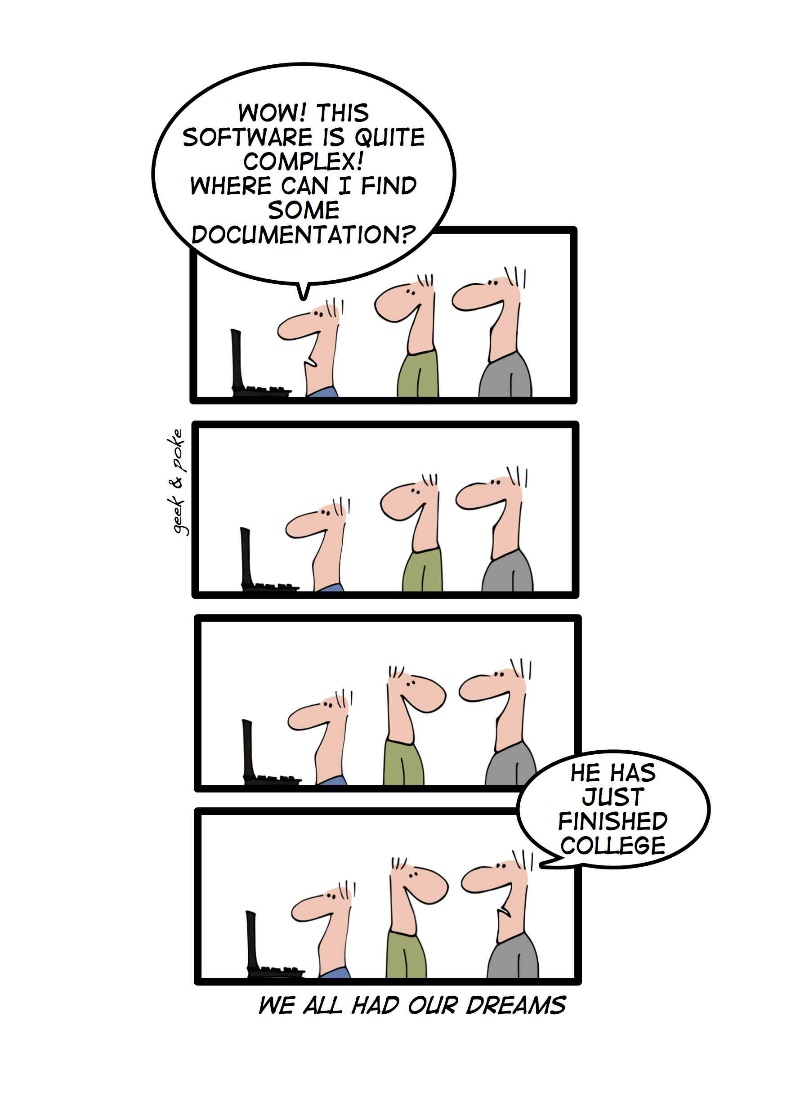 WOW! THIS
SOFTWARE IS QUITE
COMPLEX!
WHERE CAN I FIND
SOME
DOCUMENTATION?
geek & poke
HE HAS
JUST
FINISHED
COLLEGE
WE ALL HAD OUR DREAMS